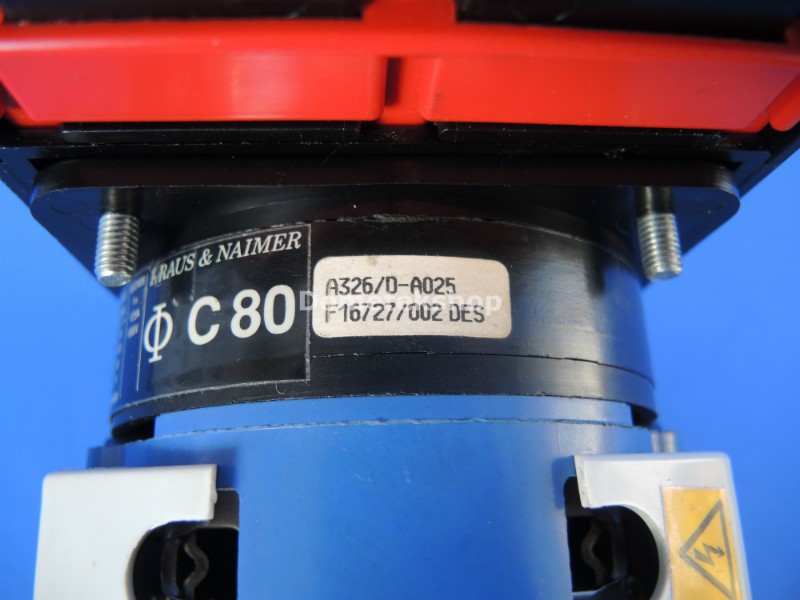 KRAUS & NAIMER
C 80
A326/D-A025
F16727/002 DES